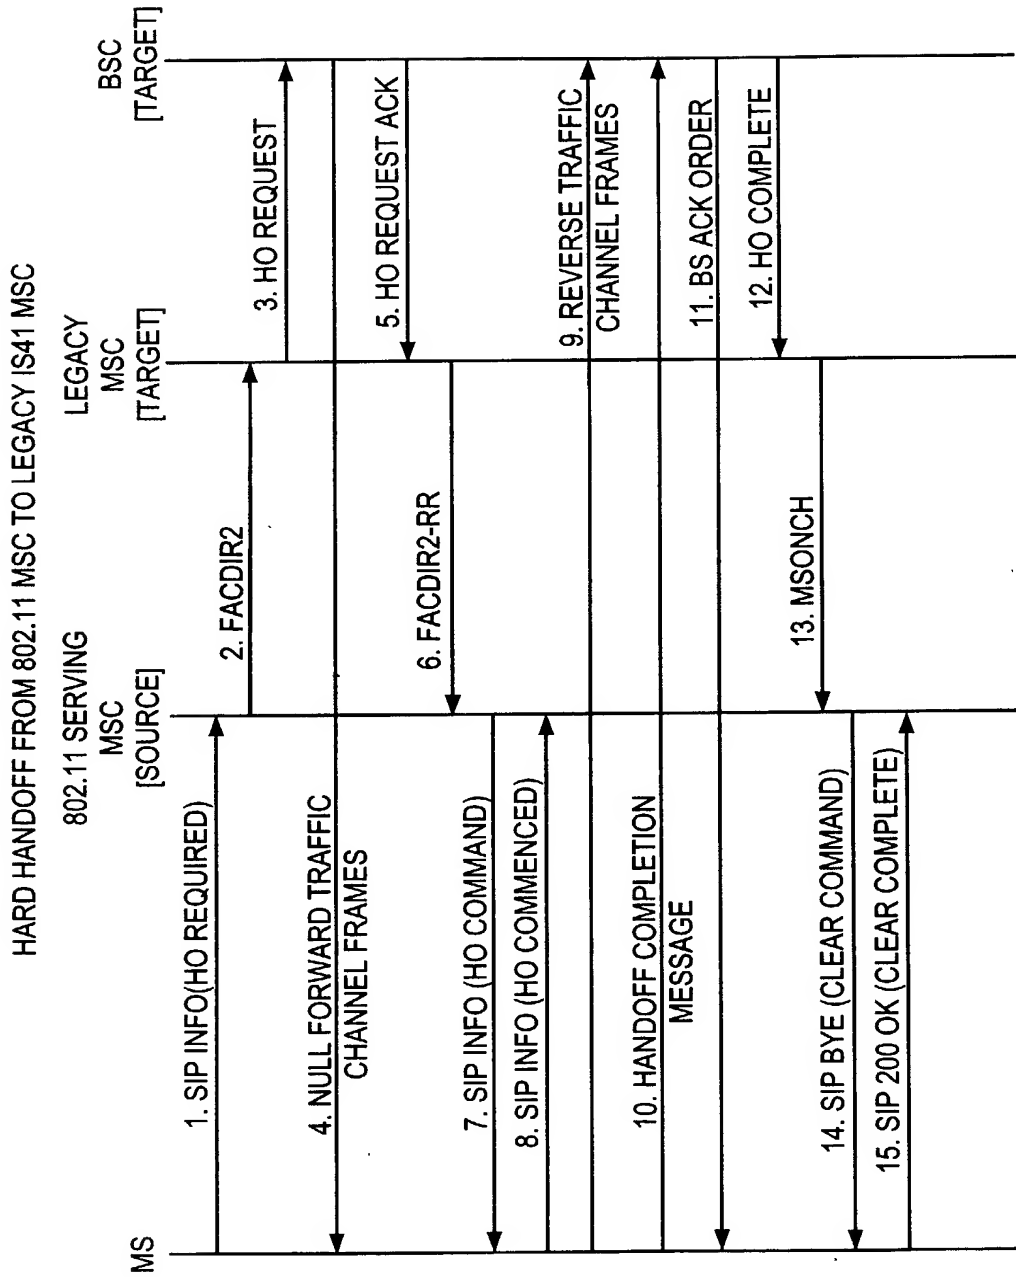 HARD HANDOFF FROM 802.11 MSC TO LEGACY IS41 MSC
MS
802.11 SERVING
MSC
[SOURCE]
LEGACY
MSC
[TARGET]
BSC
[TARGET]
1. SIP INFO(HO REQUIRED)
2. FACDIR2
3. HO REQUEST
4. NULL FORWARD TRAFFIC
CHANNEL FRAMES
5. HO REQUEST ACK
6. FACDIR2-RR
7. SIP INFO (HO COMMAND)
8. SIP INFO (HO COMMENCED)
9. REVERSE TRAFFIC
CHANNEL FRAMES
10. HANDOFF COMPLETION
MESSAGE
11. BS ACK ORDER
12. HO COMPLETE
13. MSONCH
14. SIP BYE (CLEAR COMMAND)
15. SIP 200 OK (CLEAR COMPLETE)